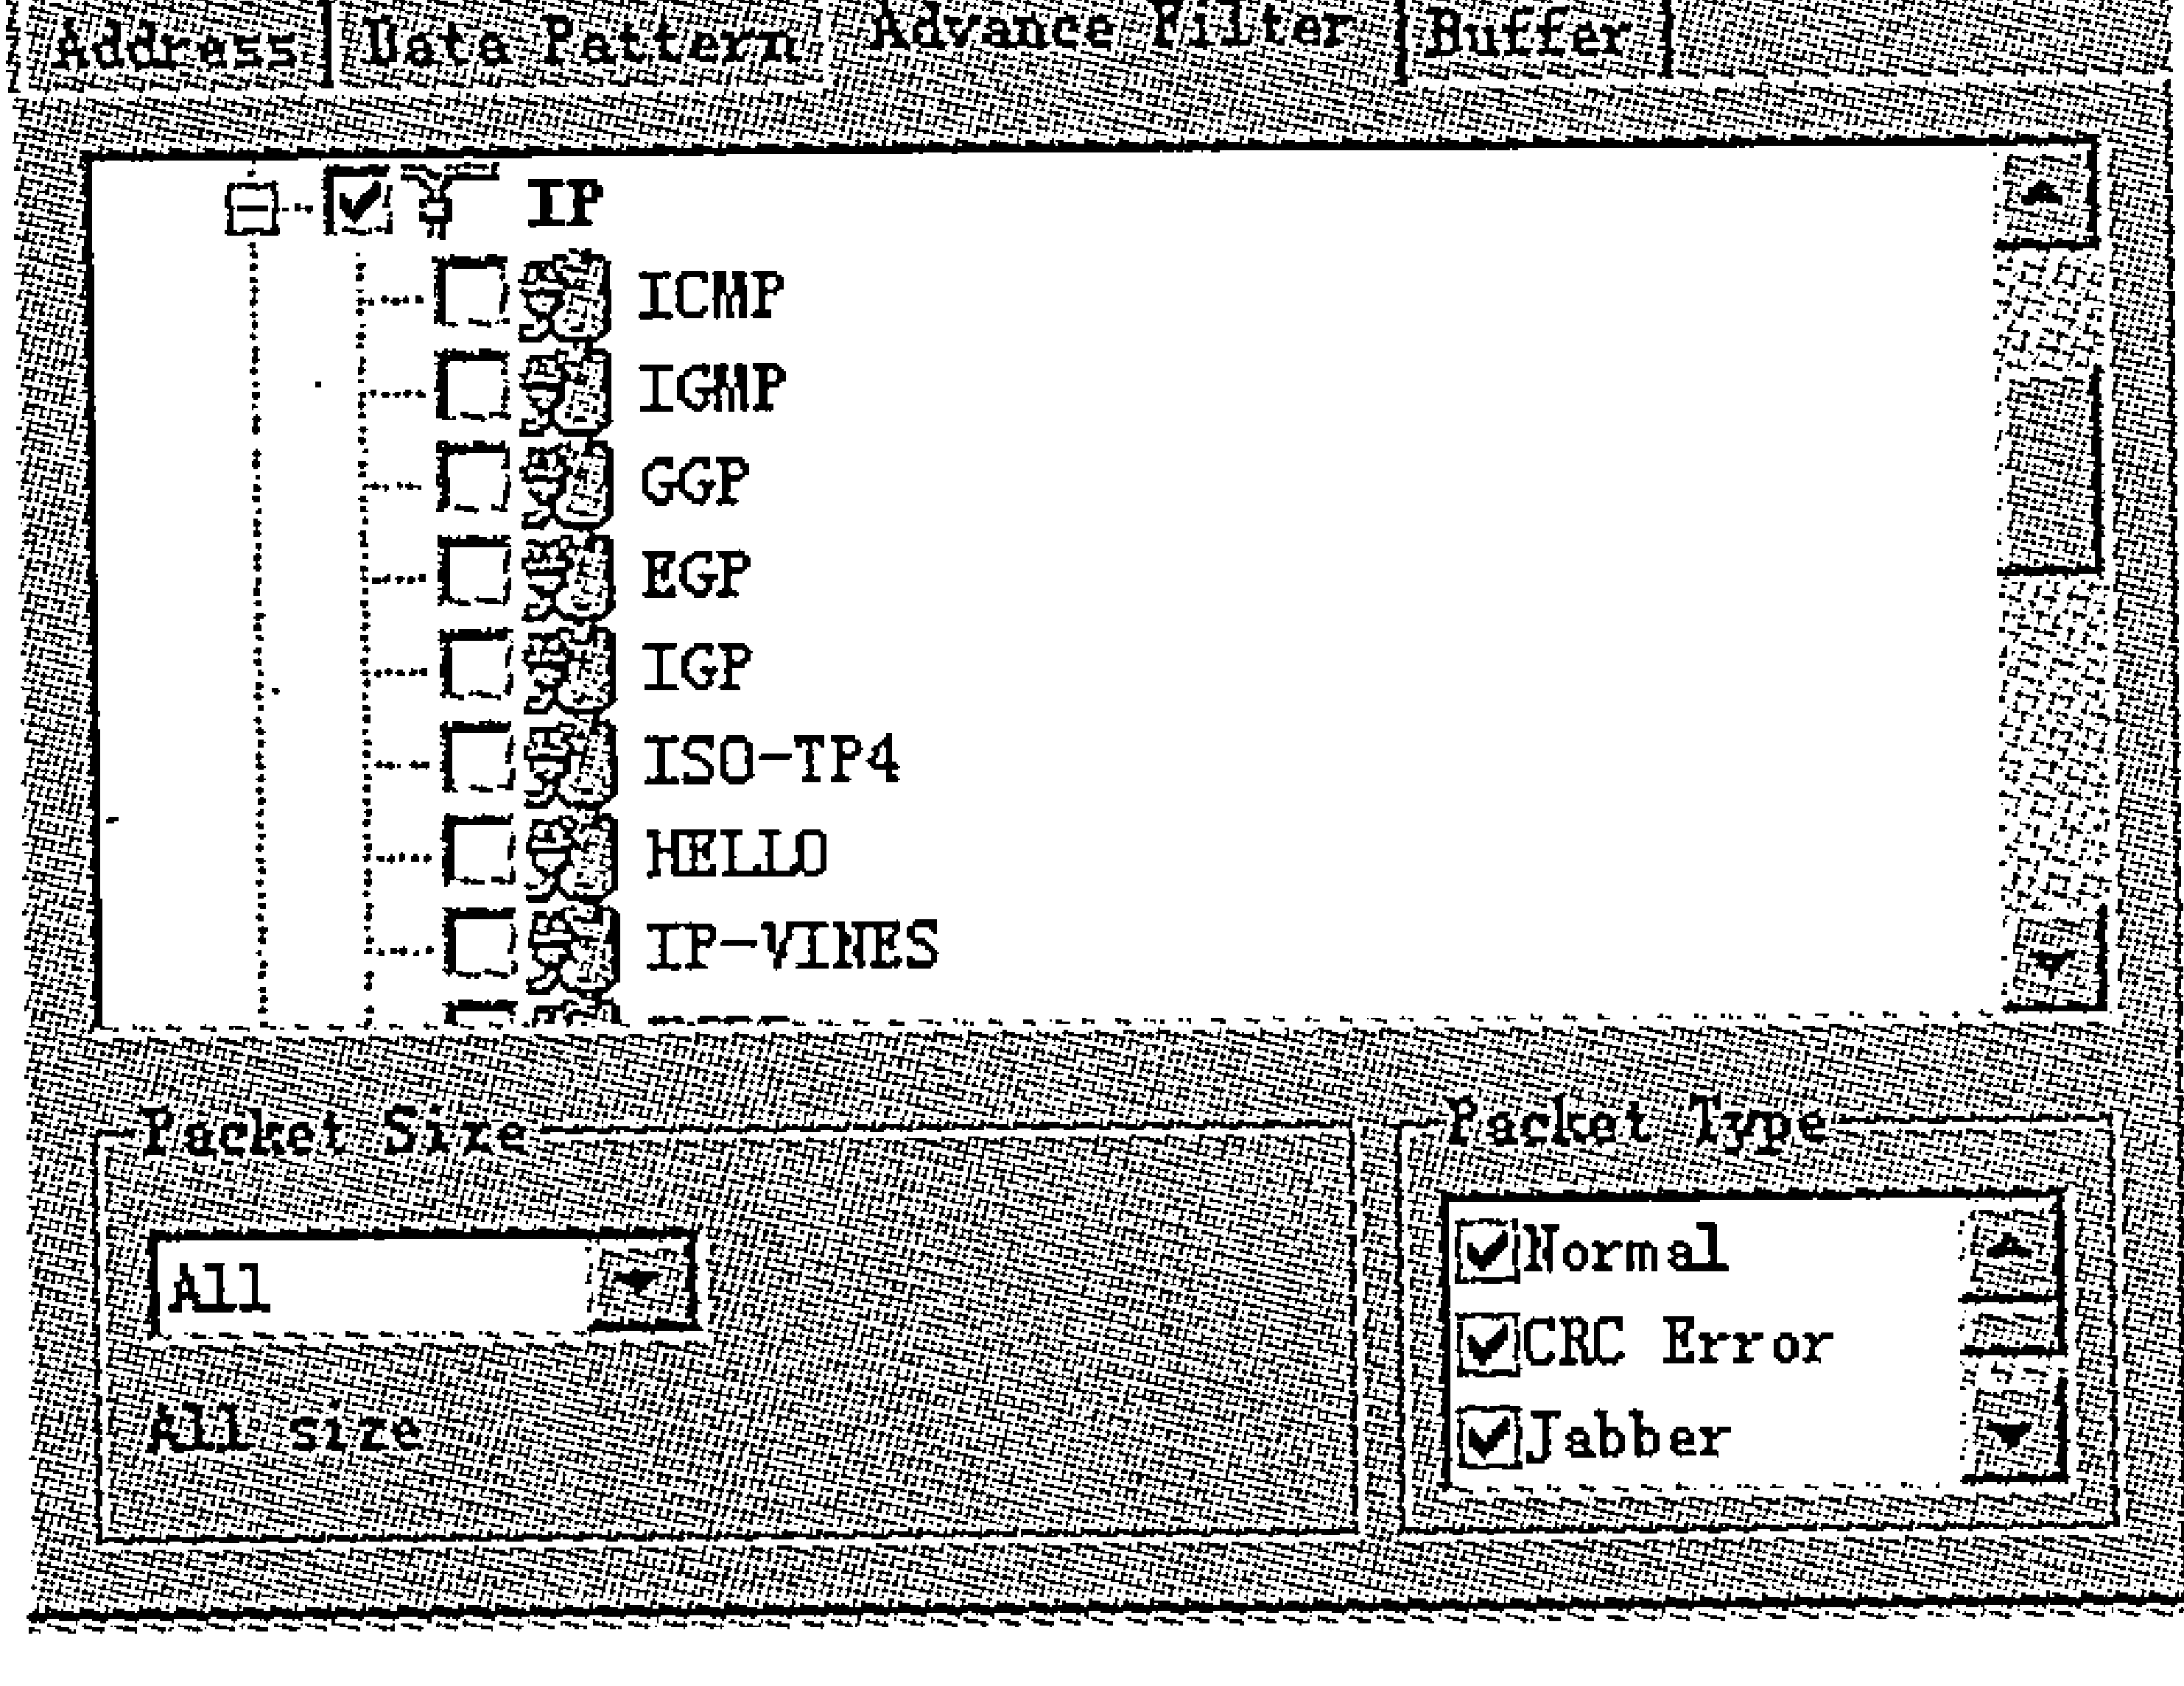 Address Data Pattern Advance Filter Buffer
IP
ICMP
IGMP
GGP
EGP
IGP
ISO-TP4
HELLO
IP-VINES
Packet Size
All
All size
Packet Type
Normal
CRC Error
Jabber